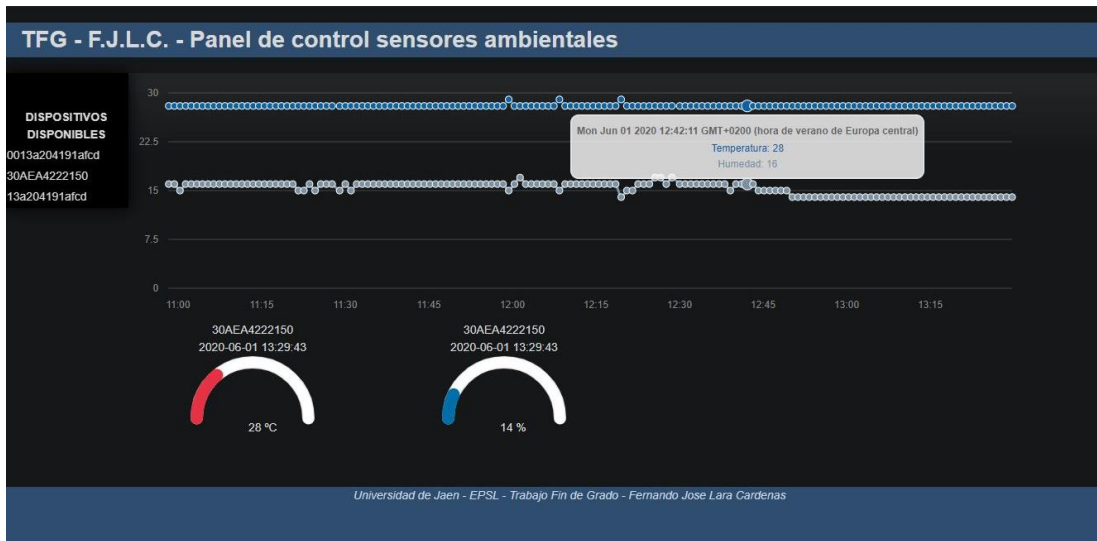 TFG - F.J.L.C. - Panel de control sensores ambientales
DISPOSITIVOS
DISPONIBLES
0013a204191afcd
30AEA4222150
13a204191afcd
30
22.5
15
7.5
0
Mon Jun 01 2020 12:42:11 GMT+0200 (hora de verano de Europa central)
Temperatura: 28
Humedad: 16
11:00 11:15 11:30 11:45 12:00 12:15 12:30 12:45 13:00 13:15
30AEA4222150
2020-06-01 13:29:43
28 ºC
30AEA4222150
2020-06-01 13:29:43
14 %
Universidad de Jaen - EPSL - Trabajo Fin de Grado - Fernando Jose Lara Cardenas